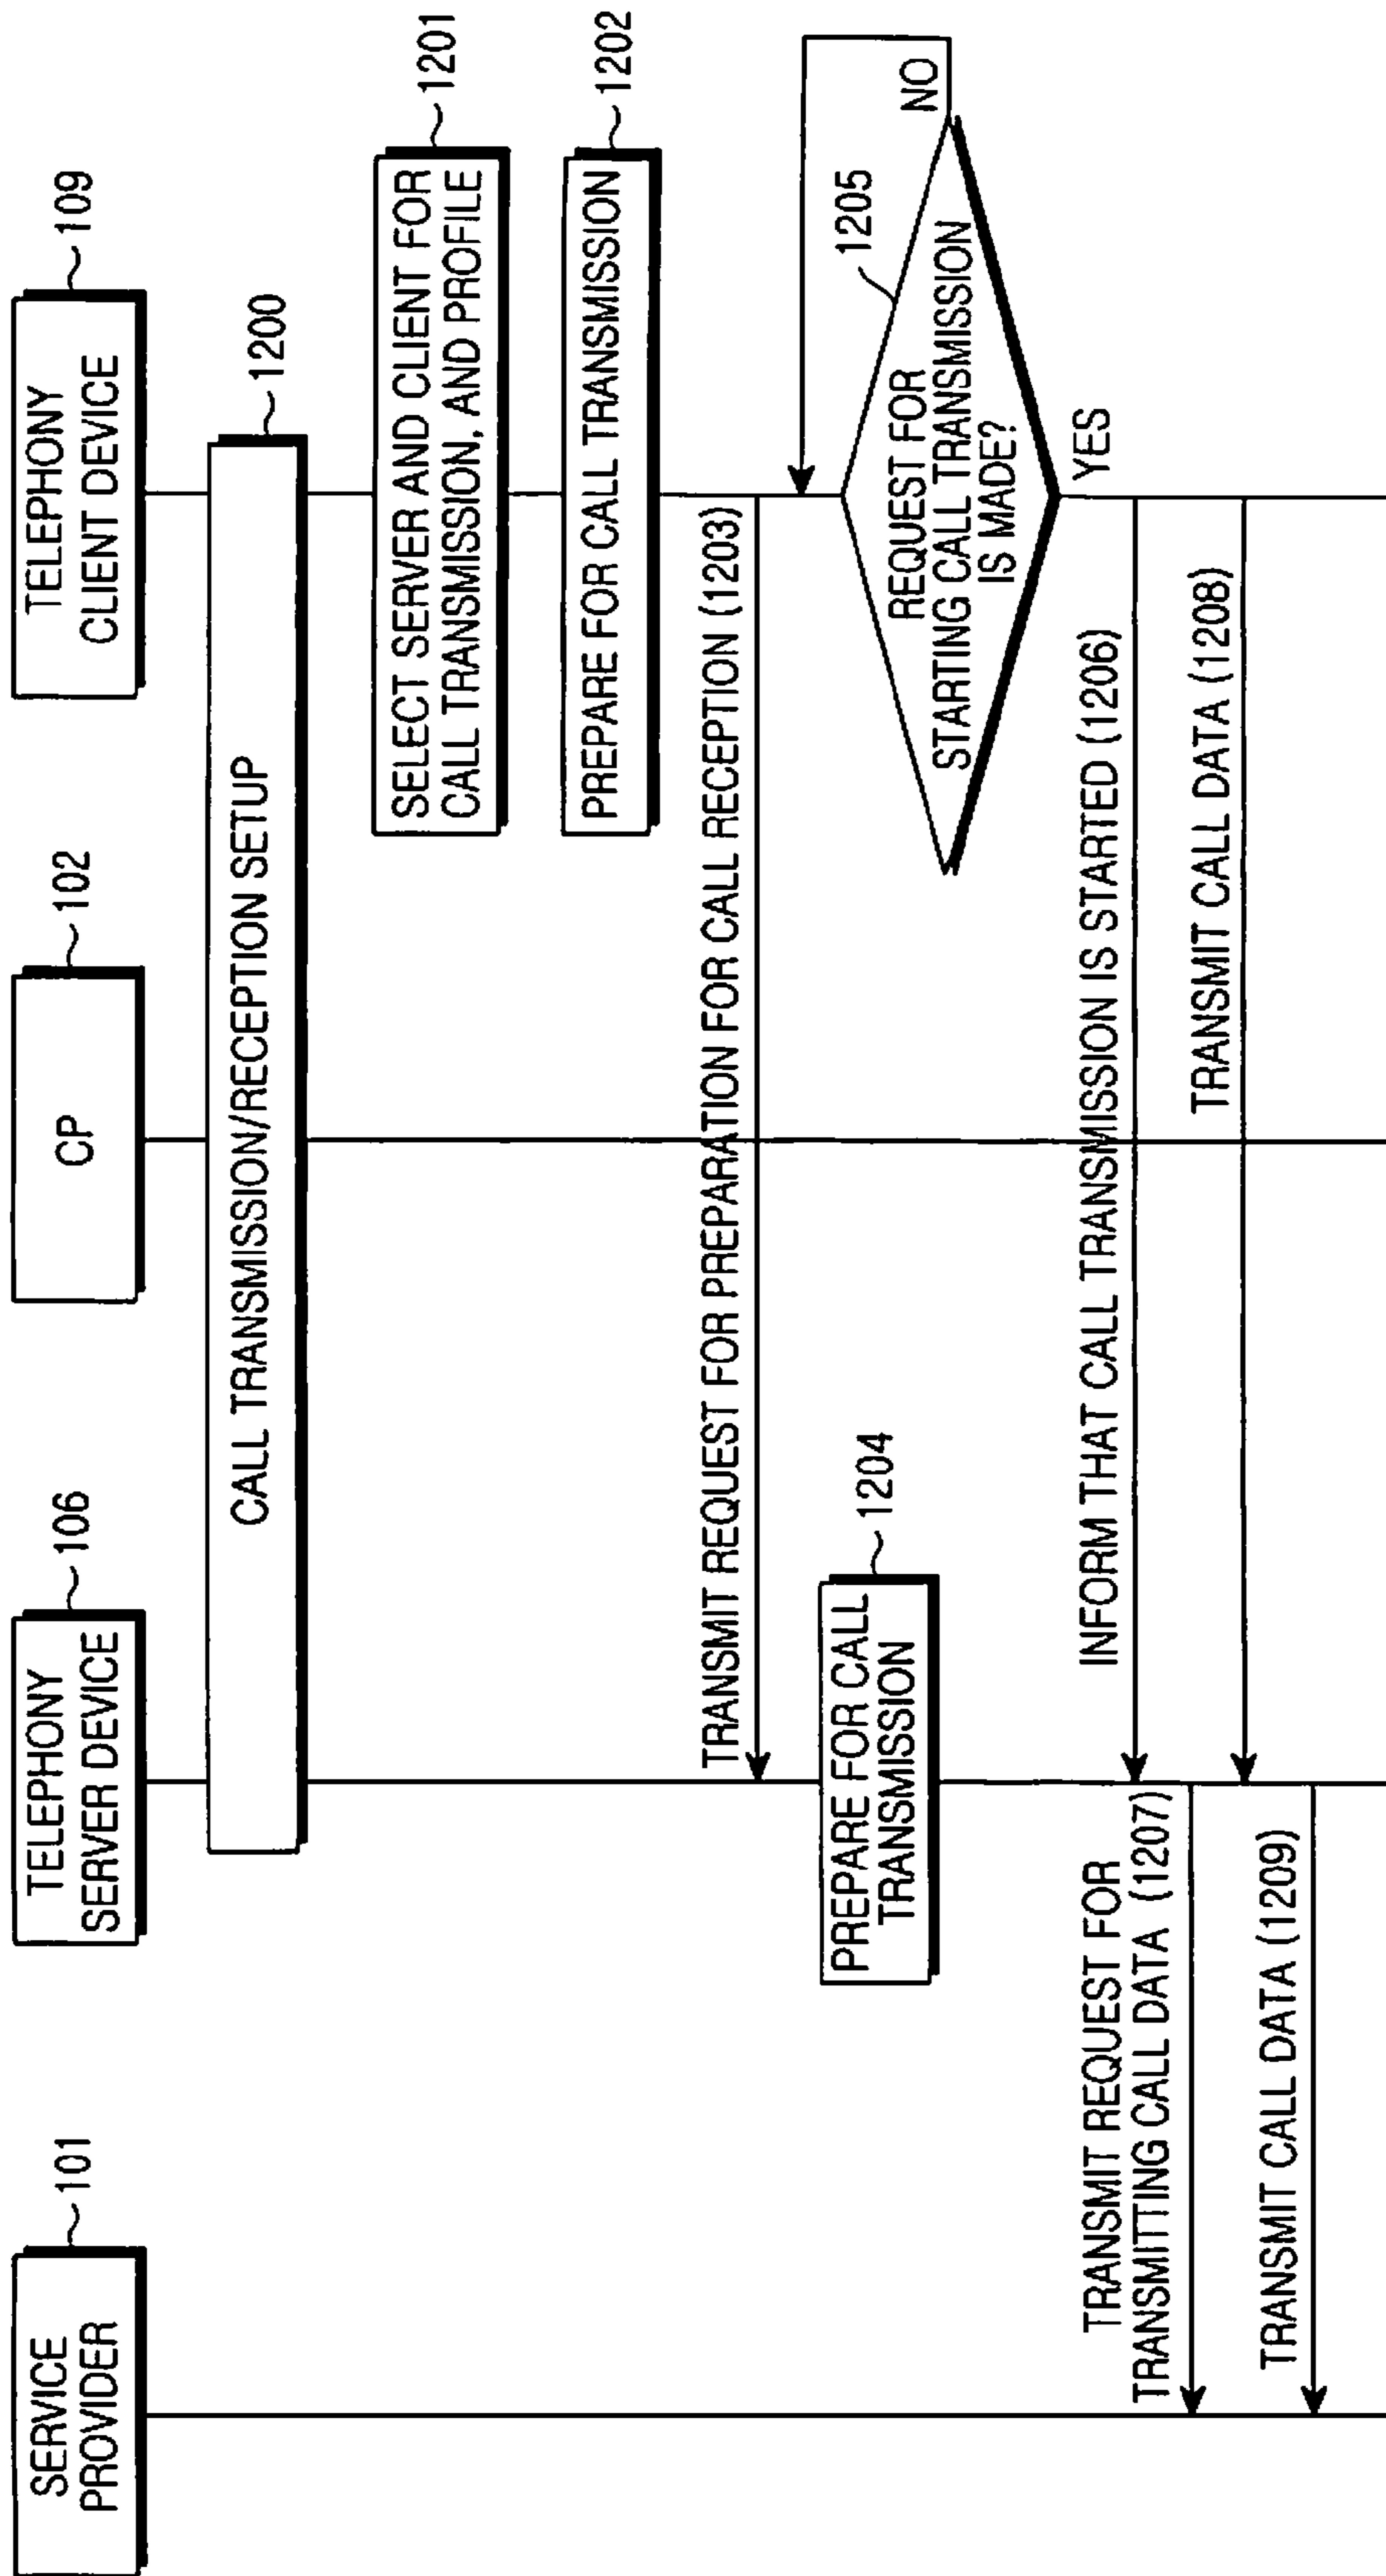 SERVICE
PROVIDER
101
TELEPHONY
SERVER DEVICE
106
CP
102
TELEPHONY
CLIENT DEVICE
109
CALL TRANSMISSION/RECEPTION SETUP
1200
SELECT SERVER AND CLIENT FOR
CALL TRANSMISSION, AND PROFILE
1201
PREPARE FOR CALL TRANSMISSION
1202
TRANSMIT REQUEST FOR PREPARATION FOR CALL RECEPTION (1203)
PREPARE FOR CALL
TRANSMISSION
1204
REQUEST FOR
STARTING CALL TRANSMISSION
IS MADE?
1205
NO
YES
INFORM THAT CALL TRANSMISSION IS STARTED (1206)
TRANSMIT REQUEST FOR
TRANSMITTING CALL DATA (1207)
TRANSMIT CALL DATA (1208)
TRANSMIT CALL DATA (1209)